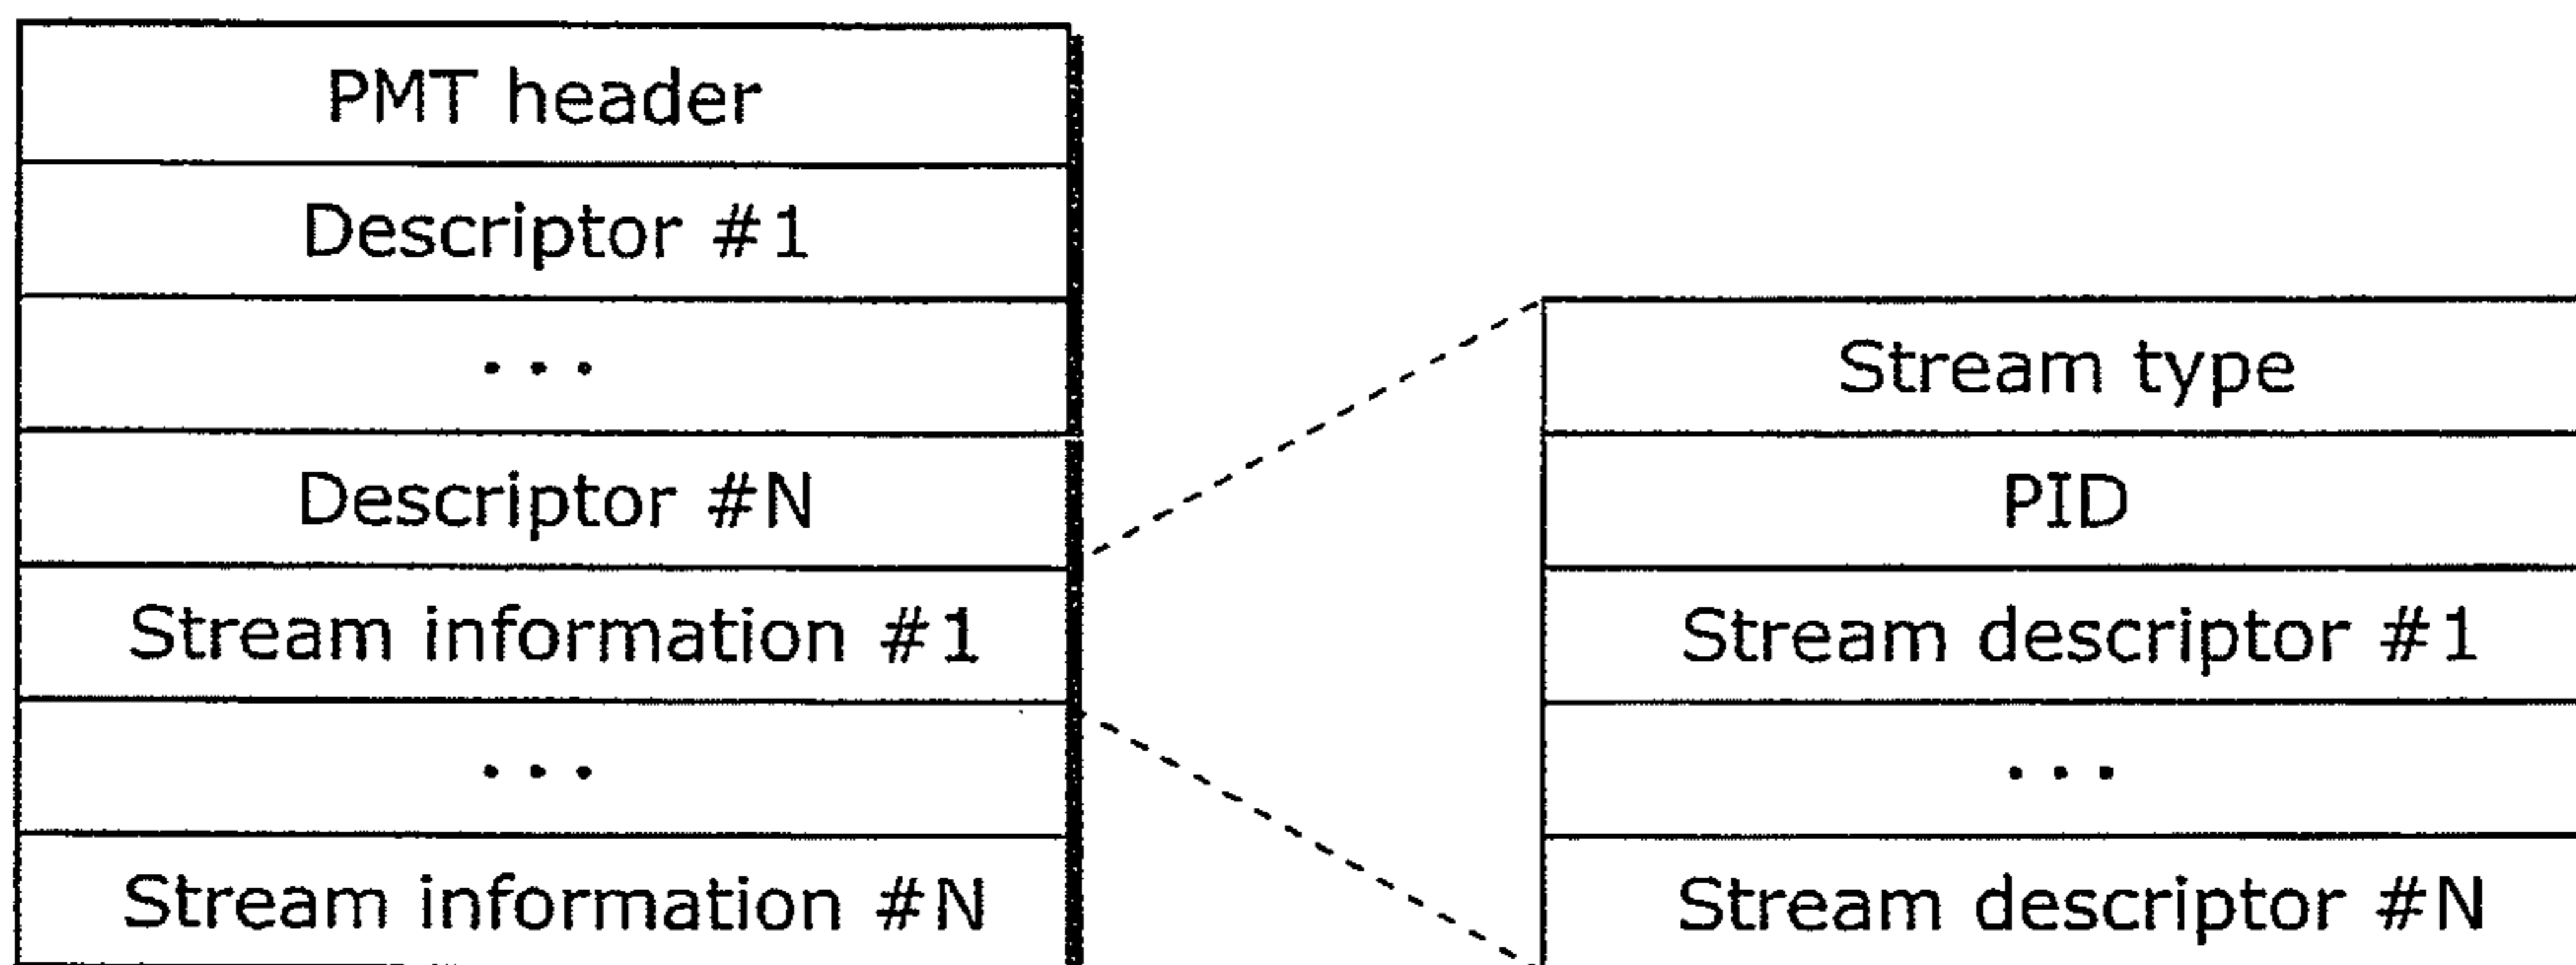 PMT header
Descriptor #1
...
Descriptor #N
Stream information #1
...
Stream information #N
Stream type
PID
Stream descriptor #1
...
Stream descriptor #N